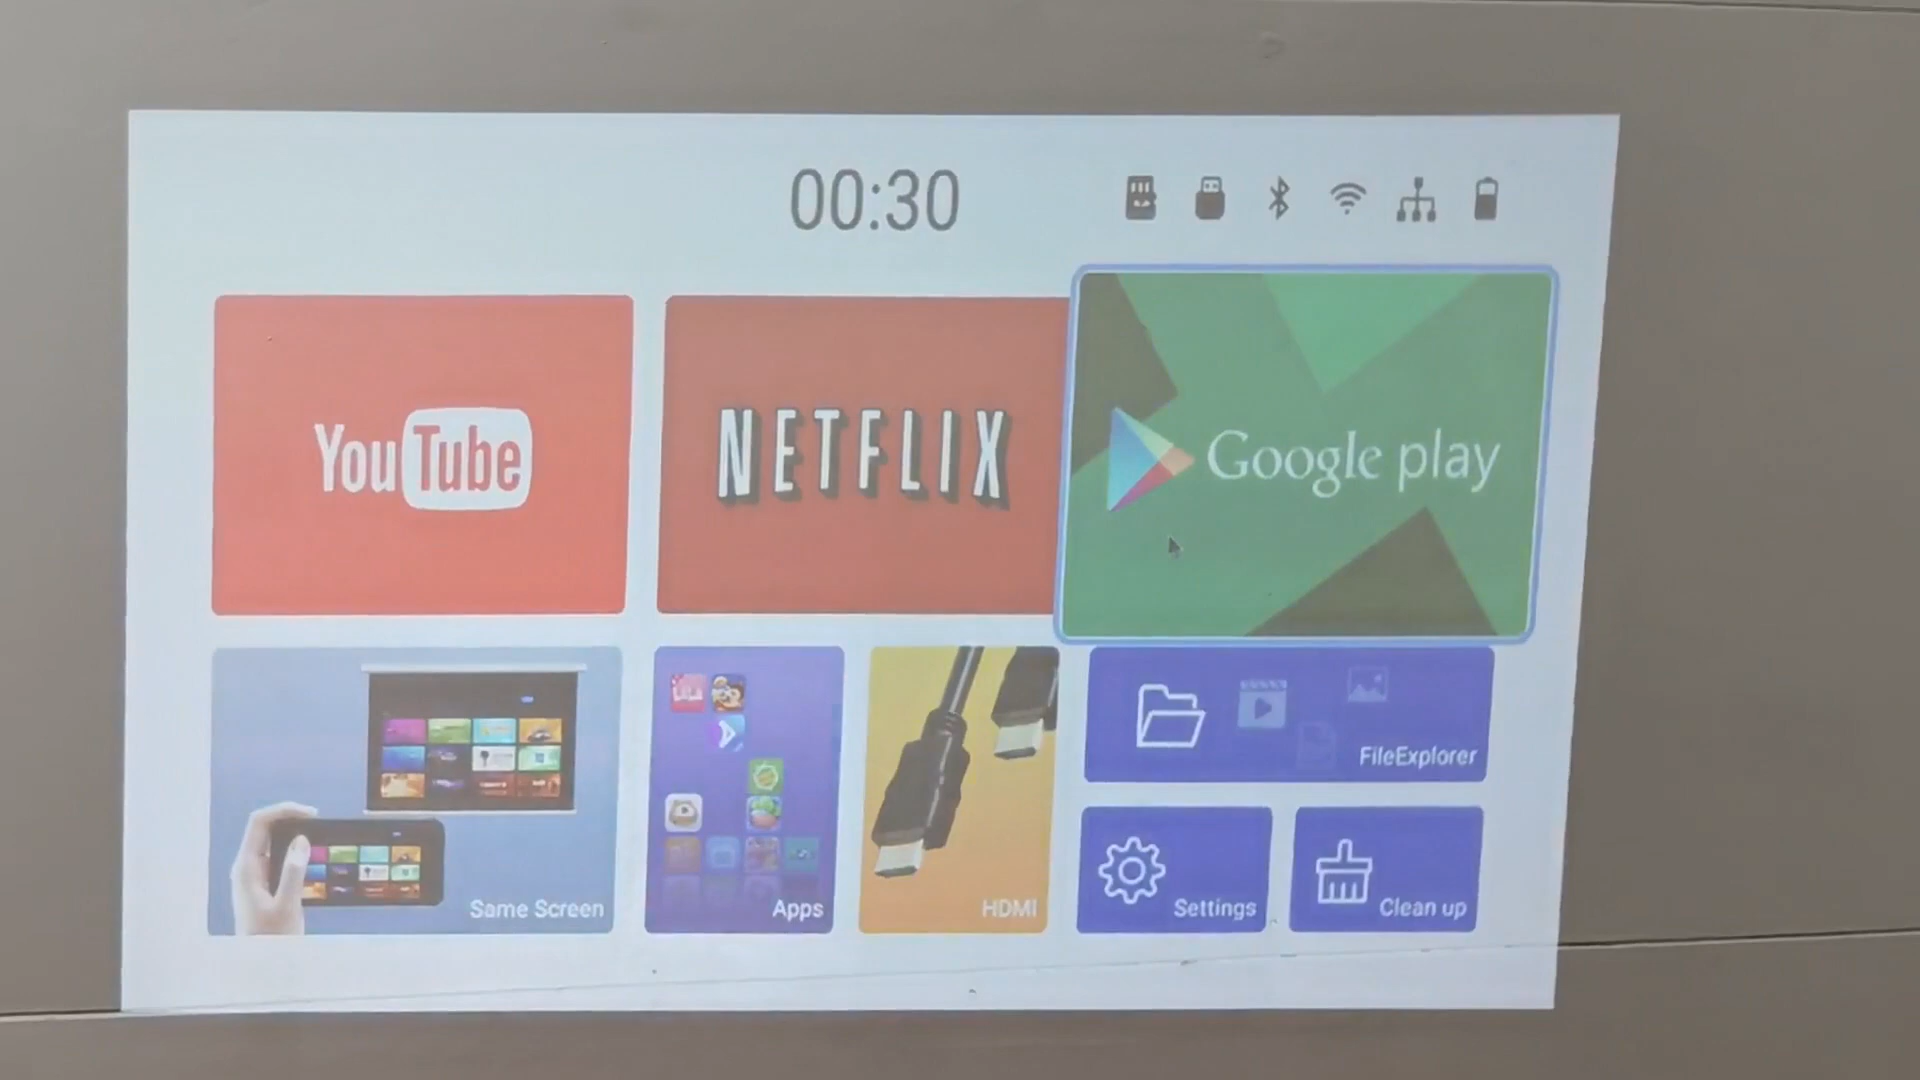 00:30
YouTube
NETFLIX
Google play
FileExplorer
Same Screen
Apps
HDMI
Settings
Clean up